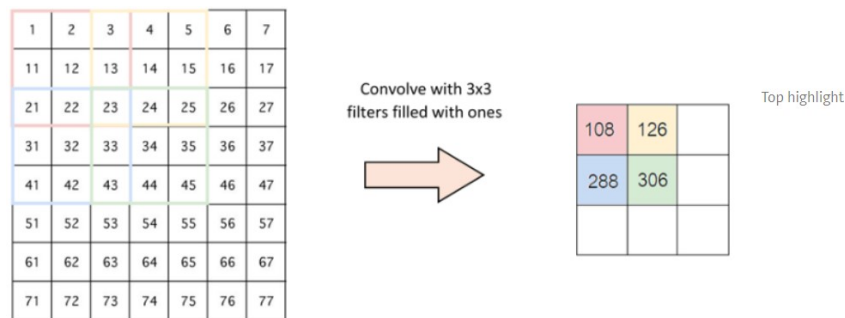 1 2 3 4 5 6 7
11 12 13 14 15 16 17
21 22 23 24 25 26 27
31 32 33 34 35 36 37
41 42 43 44 45 46 47
51 52 53 54 55 56 57
61 62 63 64 65 66 67
71 72 73 74 75 76 77
Convolve with 3x3
filters filled with ones
108 126
288 306
Top highlight